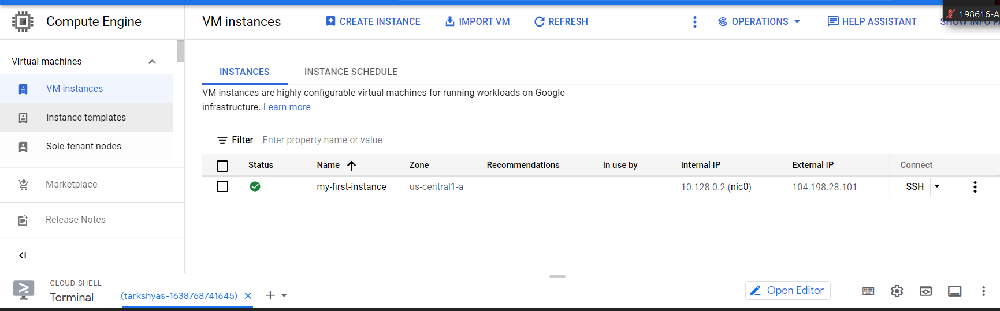 Compute Engine
VM instances
CREATE INSTANCE
IMPORT VM
REFRESH
OPERATIONS
HELP ASSISTANT
198616-A
Virtual machines
VM instances
Instance templates
Sole-tenant nodes
Marketplace
Release Notes
INSTANCES
INSTANCE SCHEDULE
VM instances are highly configurable virtual machines for running workloads on Google
infrastructure. Learn more
Filter Enter property name or value
Status Name Zone Recommendations In use by Internal IP External IP Connect
my-first-instance us-central1-a 10.128.0.2 (nic0) 104.198.28.101 SSH
CLOUD SHELL
Terminal
(tarkshyas-1638768741645)
Open Editor